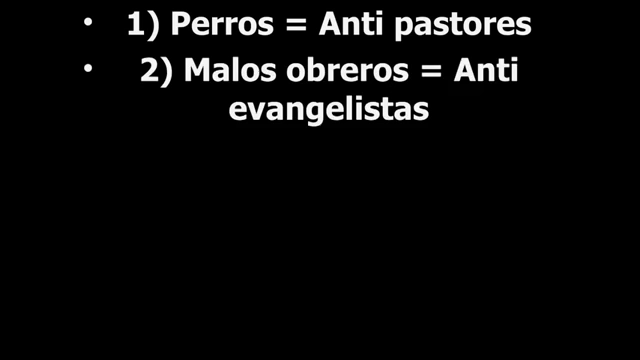 • 1) Perros = Anti pastores
• 2) Malos obreros = Anti
evangelistas